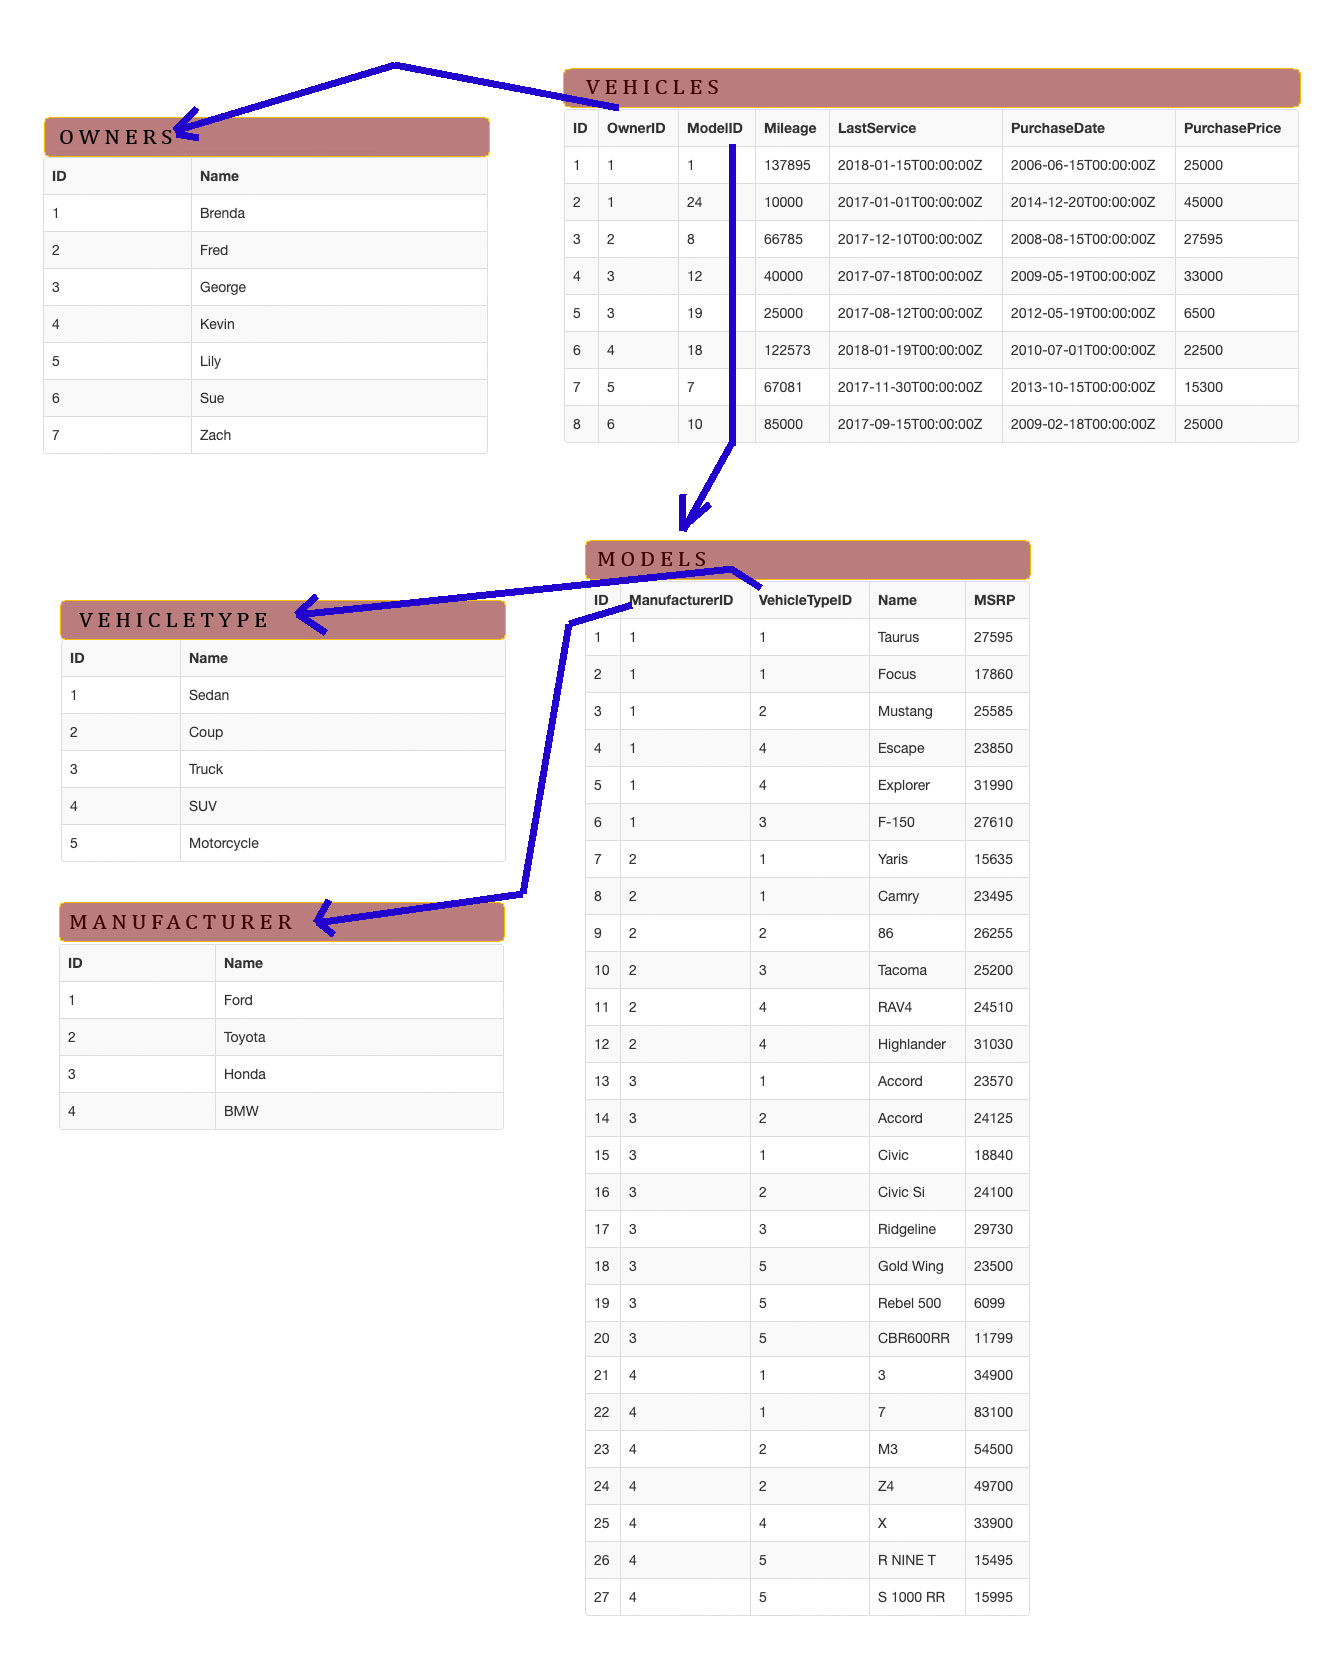 VEHICLES
ID OwnerID ModelID Mileage LastService PurchaseDate PurchasePrice
1 1 1 137895 2018-01-15T00:00:00Z 2006-06-15T00:00:00Z 25000
2 1 24 10000 2017-01-01T00:00:00Z 2014-12-20T00:00:00Z 45000
3 2 8 66785 2017-12-10T00:00:00Z 2008-08-15T00:00:00Z 27595
4 3 12 40000 2017-07-18T00:00:00Z 2009-05-19T00:00:00Z 33000
5 3 19 25000 2017-08-12T00:00:00Z 2012-05-19T00:00:00Z 6500
6 4 18 122573 2018-01-19T00:00:00Z 2010-07-01T00:00:00Z 22500
7 5 7 67081 2017-11-30T00:00:00Z 2013-10-15T00:00:00Z 15300
8 6 10 85000 2017-09-15T00:00:00Z 2009-02-18T00:00:00Z 25000
OWNERS
ID Name
1 Brenda
2 Fred
3 George
4 Kevin
5 Lily
6 Sue
7 Zach
MODELS
ID ManufacturerID VehicleTypeID Name MSRP
1 1 1 Taurus 27595
2 1 1 Focus 17860
3 1 2 Mustang 25585
4 1 4 Escape 23850
5 1 4 Explorer 31990
6 1 3 F-150 27610
7 2 1 Yaris 15635
8 2 1 Camry 23495
9 2 2 86 26255
10 2 3 Tacoma 25200
11 2 4 RAV4 24510
12 2 4 Highlander 31030
13 3 1 Accord 23570
14 3 2 Accord 24125
15 3 1 Civic 18840
16 3 2 Civic Si 24100
17 3 3 Ridgeline 29730
18 3 5 Gold Wing 23500
19 3 5 Rebel 500 6099
20 3 5 CBR600RR 11799
21 4 1 3 34900
22 4 1 7 83100
23 4 2 M3 54500
24 4 2 Z4 49700
25 4 4 X 33900
26 4 5 R NINE T 15495
27 4 5 S 1000 RR 15995
VEHICLETYPE
ID Name
1 Sedan
2 Coup
3 Truck
4 SUV
5 Motorcycle
MANUFACTURER
ID Name
1 Ford
2 Toyota
3 Honda
4 BMW